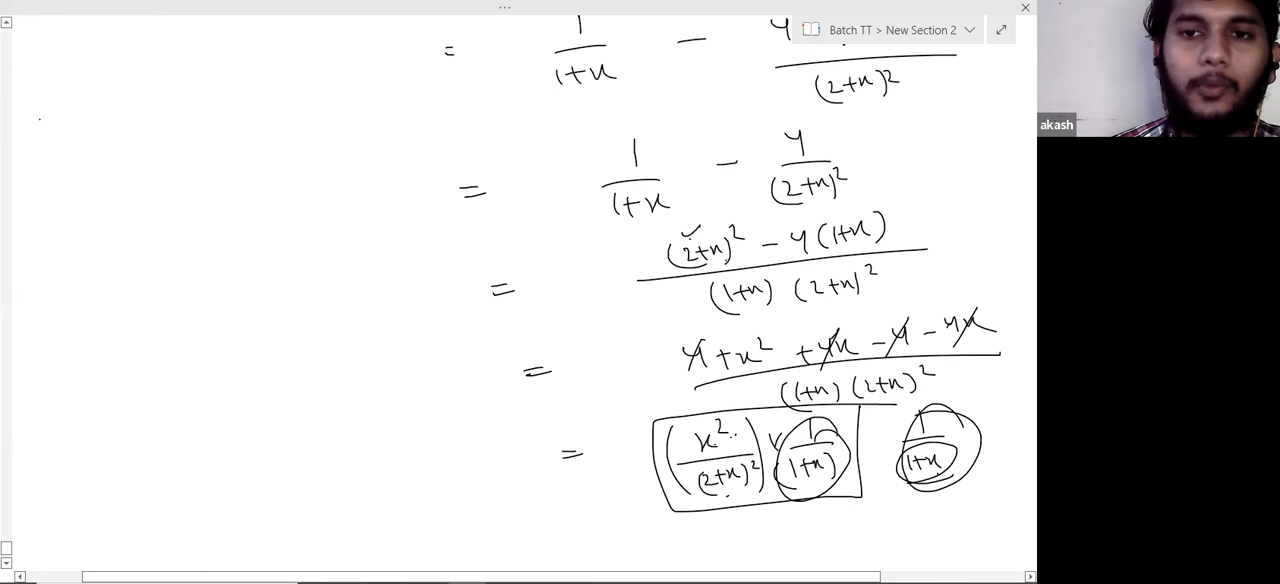 Batch TT > New Section 2
= 1/(1+x) - 4/(2+x)²
akash
= 1/(1+x) - 4/(2+x)²
= ((2+x)² - 4(1+x))/((1+x) (2+x)²)
= (4+x² +4x -4 -4x)/((1+x) (2+x)²)
= (x²/(2+x)²) × 1/(1+x) 1/(1+x)